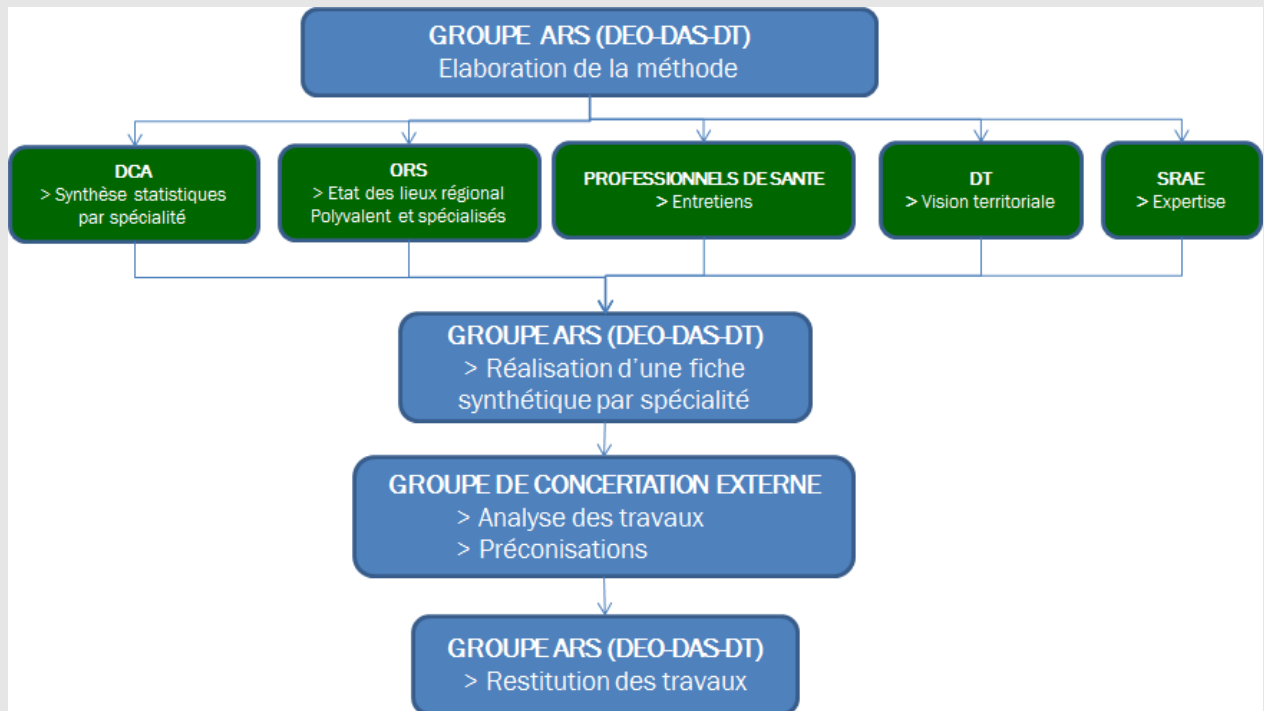 GROUPE ARS (DEO-DAS-DT)
Elaboration de la méthode
DCA
> Synthèse statistiques
par spécialité
ORS
> Etat des lieux régional
Polyvalent et spécialisés
PROFESSIONNELS DE SANTE
> Entretiens
DT
> Vision territoriale
SRAE
> Expertise
GROUPE ARS (DEO-DAS-DT)
> Réalisation d'une fiche
synthétique par spécialité
GROUPE DE CONCERTATION EXTERNE
> Analyse des travaux
> Préconisations
GROUPE ARS (DEO-DAS-DT)
> Restitution des travaux